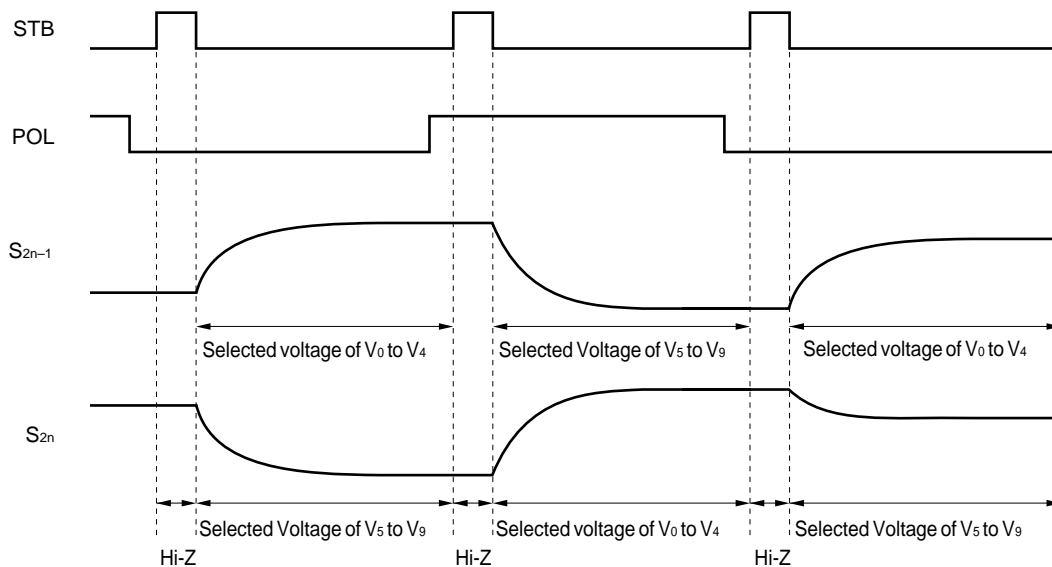 STB
POL
S2n–1
Selected voltage of V0 to V4
Selected Voltage of V5 to V9
Selected voltage of V0 to V4
S2n
Selected Voltage of V5 to V9
Selected voltage of V0 to V4
Selected Voltage of V5 to V9
Hi-Z
Hi-Z
Hi-Z